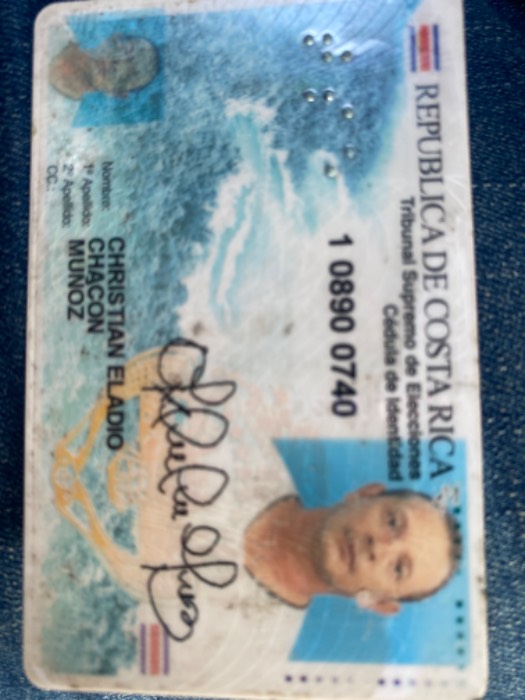 REPUBLICA DE COSTA RICA
Tribunal Supremo de Elecciones
Cédula de Identidad
1 0890 0740
Nombre: CHRISTIAN ELADIO
1º Apellido: CHACON
2º Apellido: MUÑOZ
CC: